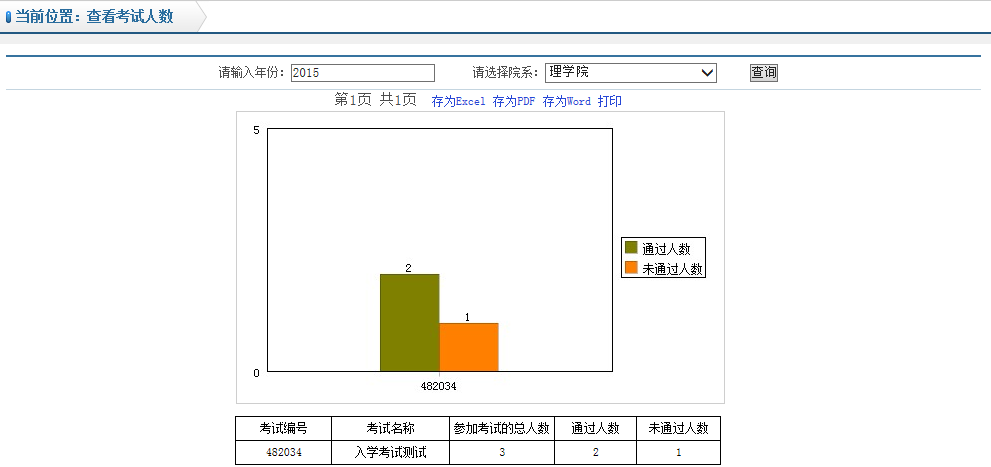 当前位置：查看考试人数
请输入年份：2015 请选择院系：理学院 查询
第1页 共1页 存为Excel 存为PDF 存为Word 打印
5
通过人数
未通过人数
2
1
0
482034
考试编号 考试名称 参加考试的总人数 通过人数 未通过人数
482034 入学考试测试 3 2 1